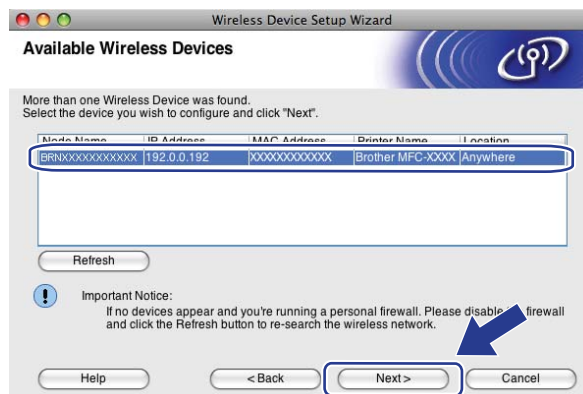 Wireless Device Setup Wizard
Available Wireless Devices
More than one Wireless Device was found.
Select the device you wish to configure and click "Next".
Node Name IP Address MAC Address Printer Name Location
BRNXXXXXXXXXXX 192.0.0.192 XXXXXXXXXXXX Brother MFC-XXXX Anywhere
Refresh
Important Notice:
If no devices appear and you're running a personal firewall. Please disable firewall
and click the Refresh button to re-search the wireless network.
Help < Back Next > Cancel